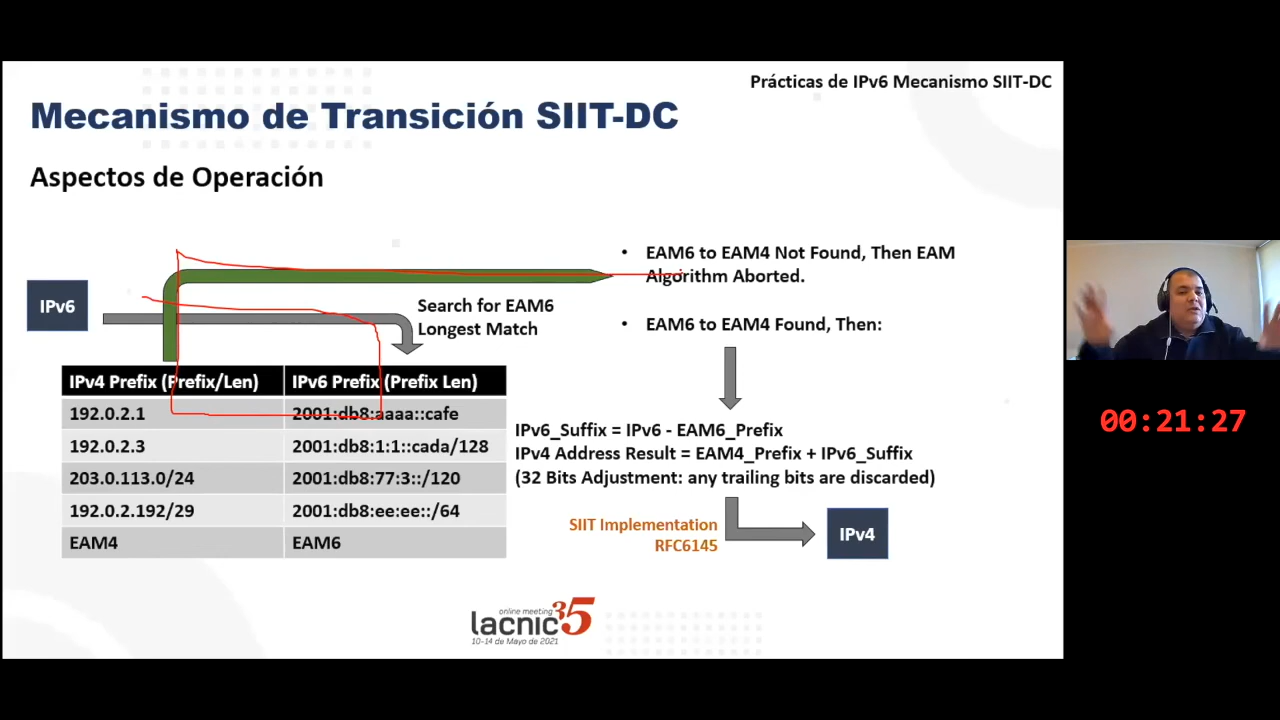 Prácticas de IPv6 Mecanismo SIIT-DC
Mecanismo de Transición SIIT-DC
Aspectos de Operación
• EAM6 to EAM4 Not Found, Then EAM
Algorithm Aborted.
IPv6
Search for EAM6
Longest Match
• EAM6 to EAM4 Found, Then:
IPv4 Prefix (Prefix/Len) IPv6 Prefix (Prefix Len)
192.0.2.1 2001:db8:aaaa::cafe
192.0.2.3 2001:db8:1:1::cada/128
203.0.113.0/24 2001:db8:77:3::/120
192.0.2.192/29 2001:db8:ee:ee::/64
EAM4 EAM6
IPv6_Suffix = IPv6 - EAM6_Prefix
IPv4 Address Result = EAM4_Prefix + IPv6_Suffix
(32 Bits Adjustment: any trailing bits are discarded)
SIIT Implementation
RFC6145
IPv4
online meeting
lacnic35
10-14 de Mayo de 2021
00:21:27